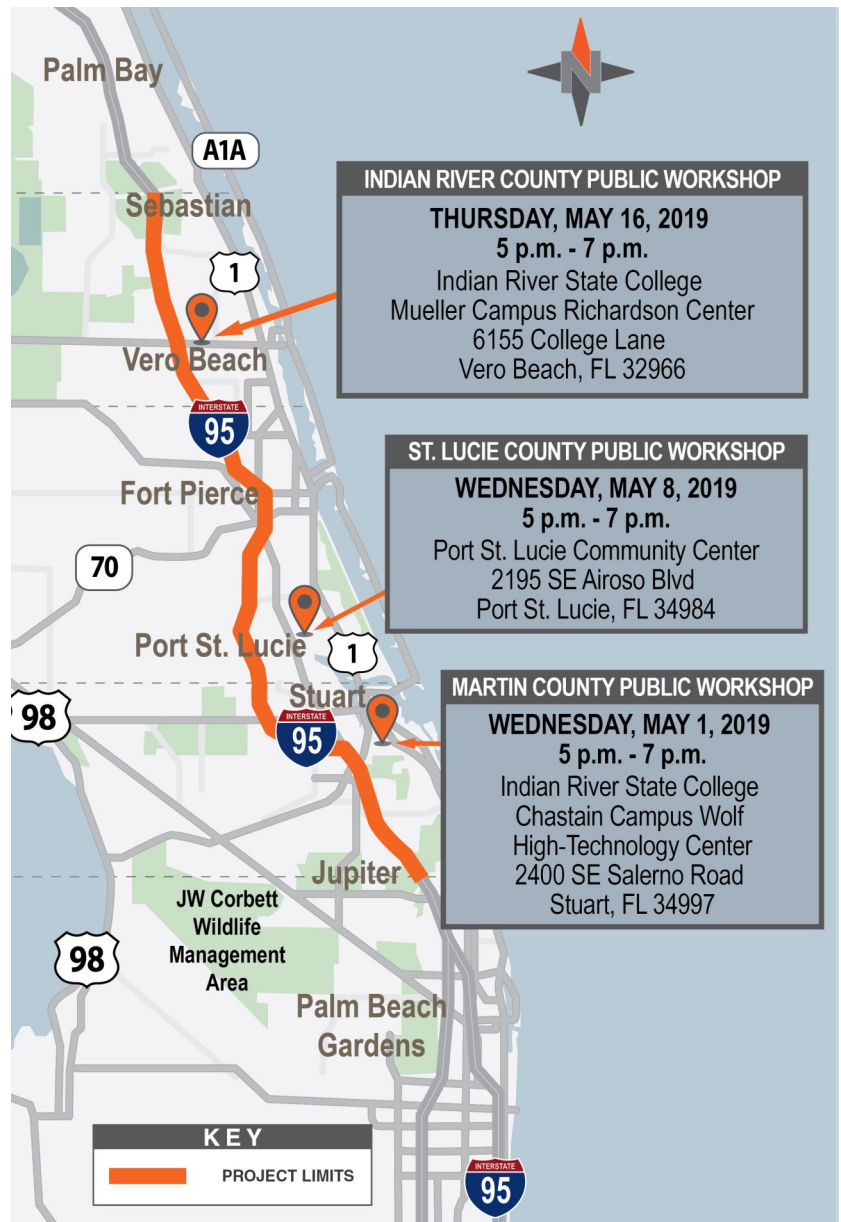 Palm Bay
N
A1A
INDIAN RIVER COUNTY PUBLIC WORKSHOP
THURSDAY, MAY 16, 2019
5 p.m. - 7 p.m.
Indian River State College
Mueller Campus Richardson Center
6155 College Lane
Vero Beach, FL 32966
Sebastian
1
Vero Beach
INTERSTATE
95
ST. LUCIE COUNTY PUBLIC WORKSHOP
WEDNESDAY, MAY 8, 2019
5 p.m. - 7 p.m.
Port St. Lucie Community Center
2195 SE Airoso Blvd
Port St. Lucie, FL 34984
Fort Pierce
70
Port St. Lucie
1
MARTIN COUNTY PUBLIC WORKSHOP
WEDNESDAY, MAY 1, 2019
5 p.m. - 7 p.m.
Indian River State College
Chastain Campus Wolf
High-Technology Center
2400 SE Salerno Road
Stuart, FL 34997
Stuart
98
INTERSTATE
95
Jupiter
JW Corbett
Wildlife
Management
Area
98
Palm Beach
Gardens
KEY
PROJECT LIMITS
INTERSTATE
95